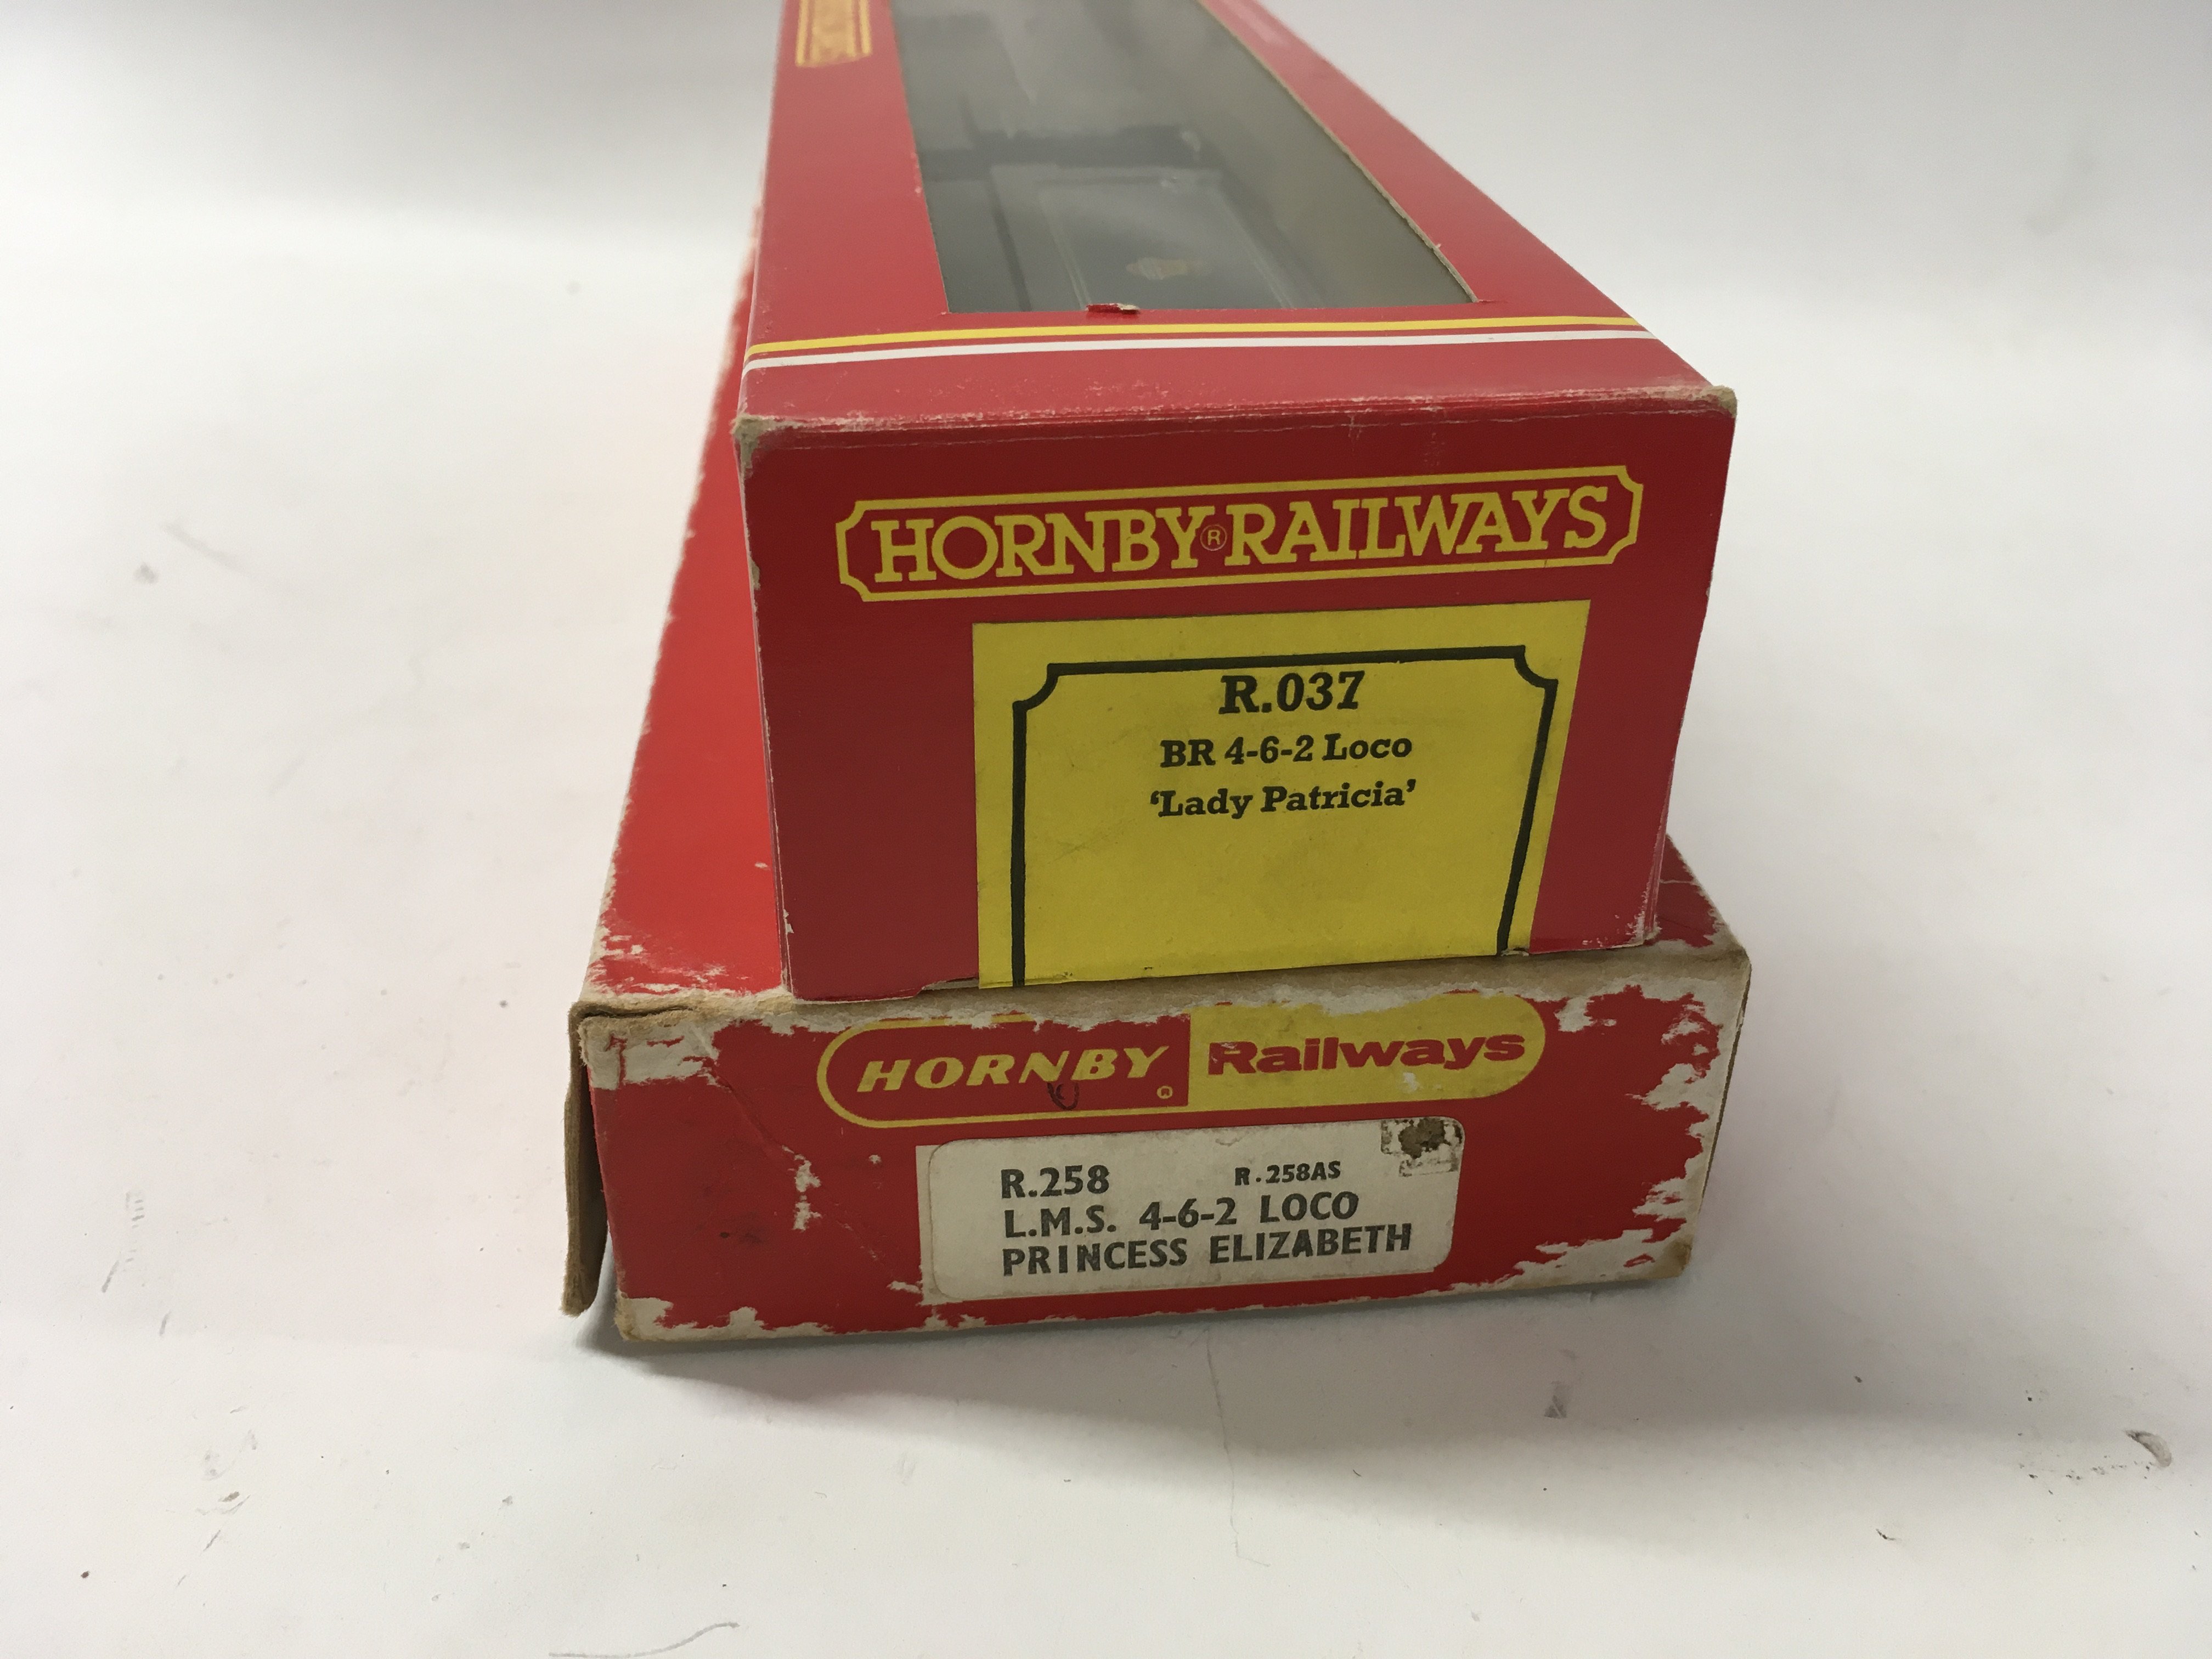 HORNBY® RAILWAYS
R.037
BR 4-6-2 Loco
‘Lady Patricia’
HORNBY® Railways
R.258 R.258AS
L.M.S. 4-6-2 LOCO
PRINCESS ELIZABETH